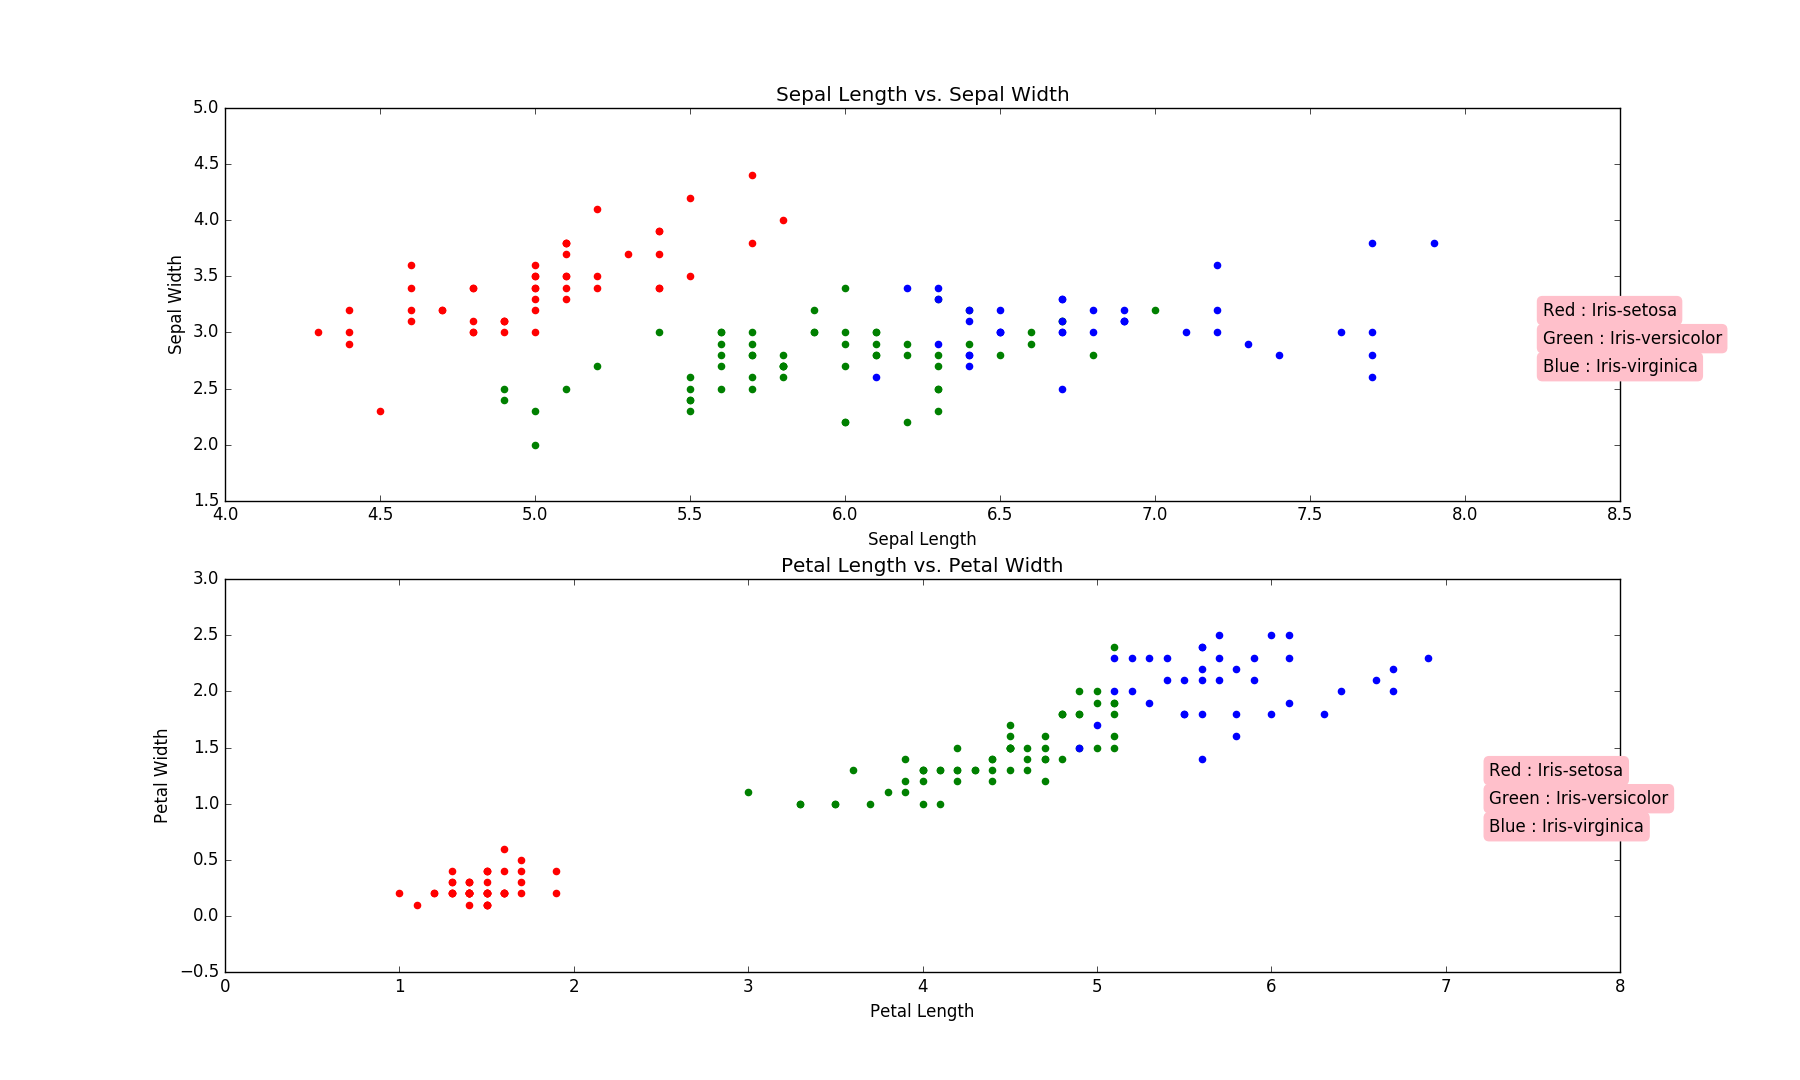 Sepal Length vs. Sepal Width
5.0
4.5
4.0
3.5
3.0
2.5
2.0
1.5
Sepal Width
4.0 4.5 5.0 5.5 6.0 6.5 7.0 7.5 8.0 8.5
Sepal Length
Red : Iris-setosa
Green : Iris-versicolor
Blue : Iris-virginica
Petal Length vs. Petal Width
3.0
2.5
2.0
1.5
1.0
0.5
0.0
−0.5
Petal Width
0 1 2 3 4 5 6 7 8
Petal Length
Red : Iris-setosa
Green : Iris-versicolor
Blue : Iris-virginica